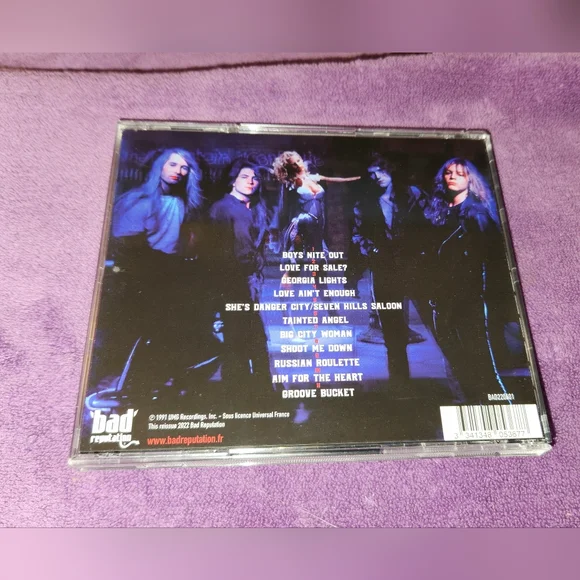 BOYS NITE OUT
LOVE FOR SALE?
GEORGIA LIGHTS
LOVE AIN'T ENOUGH
SHE'S DANGER CITY/SEVEN HILLS SALOON
TAINTED ANGEL
BIG CITY WOMAN
SHOOT ME DOWN
RUSSIAN ROULETTE
AIM FOR THE HEART
GROOVE BUCKET
bad
reputation
℗ 1991 UMG Recordings. Inc. - Sous licence Universal France
This reissue 2022 Bad Reputation
www.badreputation.fr